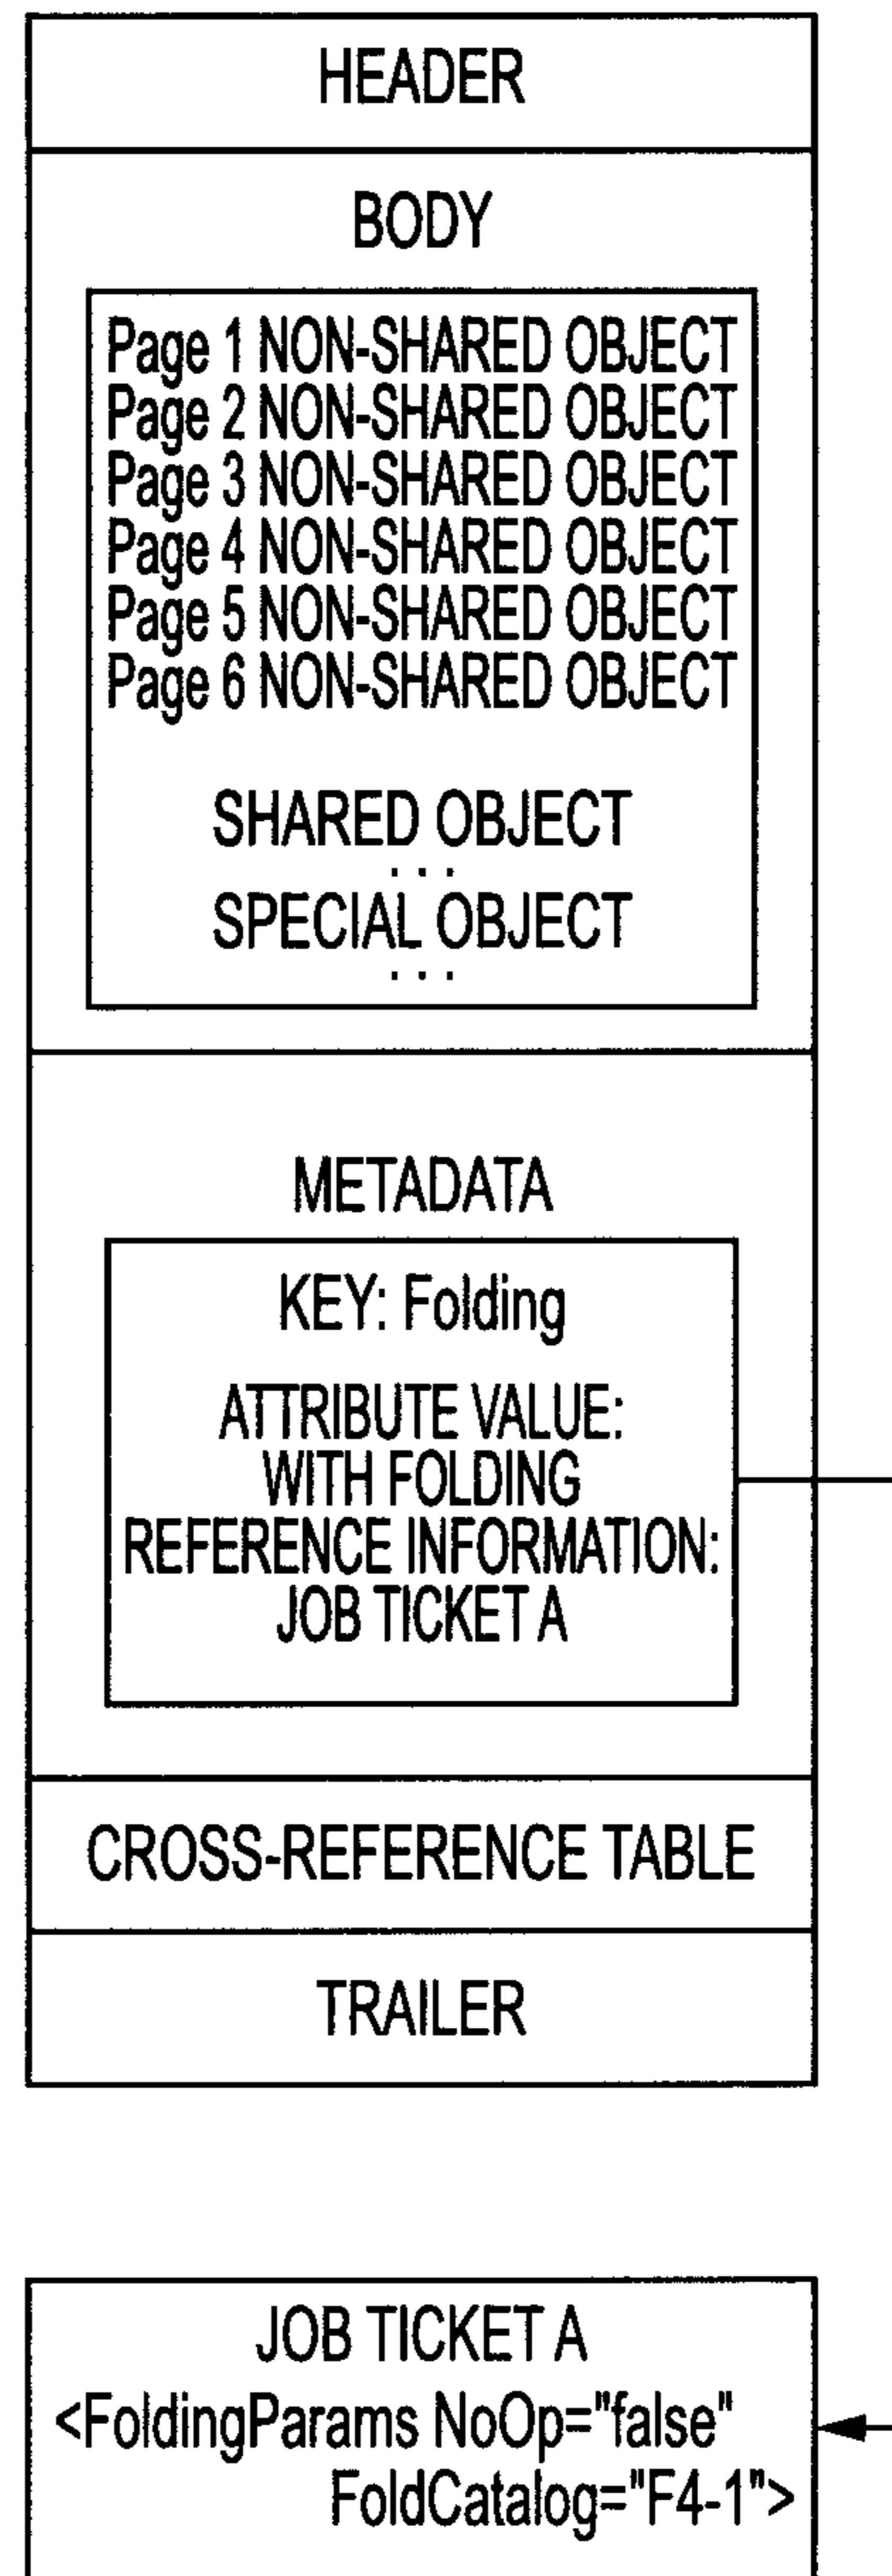 HEADER
BODY
Page 1 NON-SHARED OBJECT
Page 2 NON-SHARED OBJECT
Page 3 NON-SHARED OBJECT
Page 4 NON-SHARED OBJECT
Page 5 NON-SHARED OBJECT
Page 6 NON-SHARED OBJECT
SHARED OBJECT
...
SPECIAL OBJECT
...
METADATA
KEY: Folding
ATTRIBUTE VALUE:
WITH FOLDING
REFERENCE INFORMATION:
JOB TICKET A
CROSS-REFERENCE TABLE
TRAILER
JOB TICKET A
<FoldingParams NoOp="false"
FoldCatalog="F4-1">